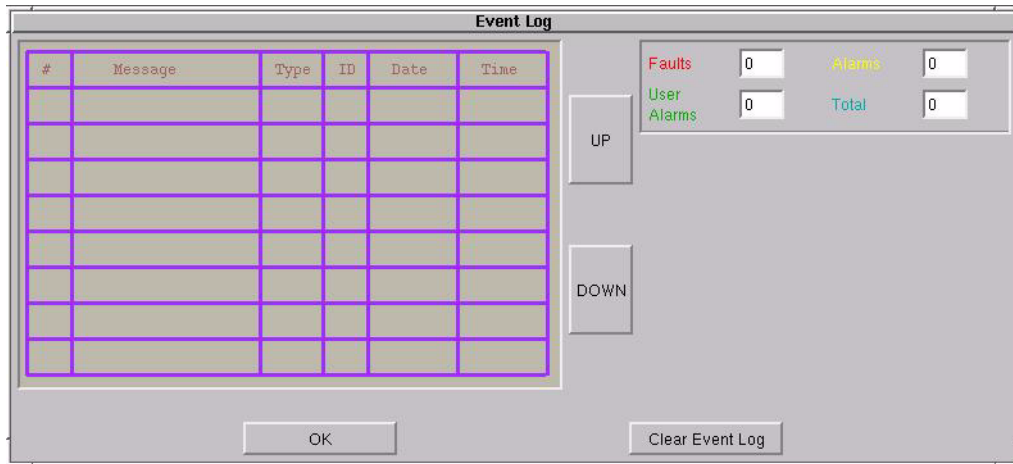 Event Log
# Message Type ID Date Time
Faults 0 Alarms 0
User
Alarms 0 Total 0
UP
DOWN
OK Clear Event Log